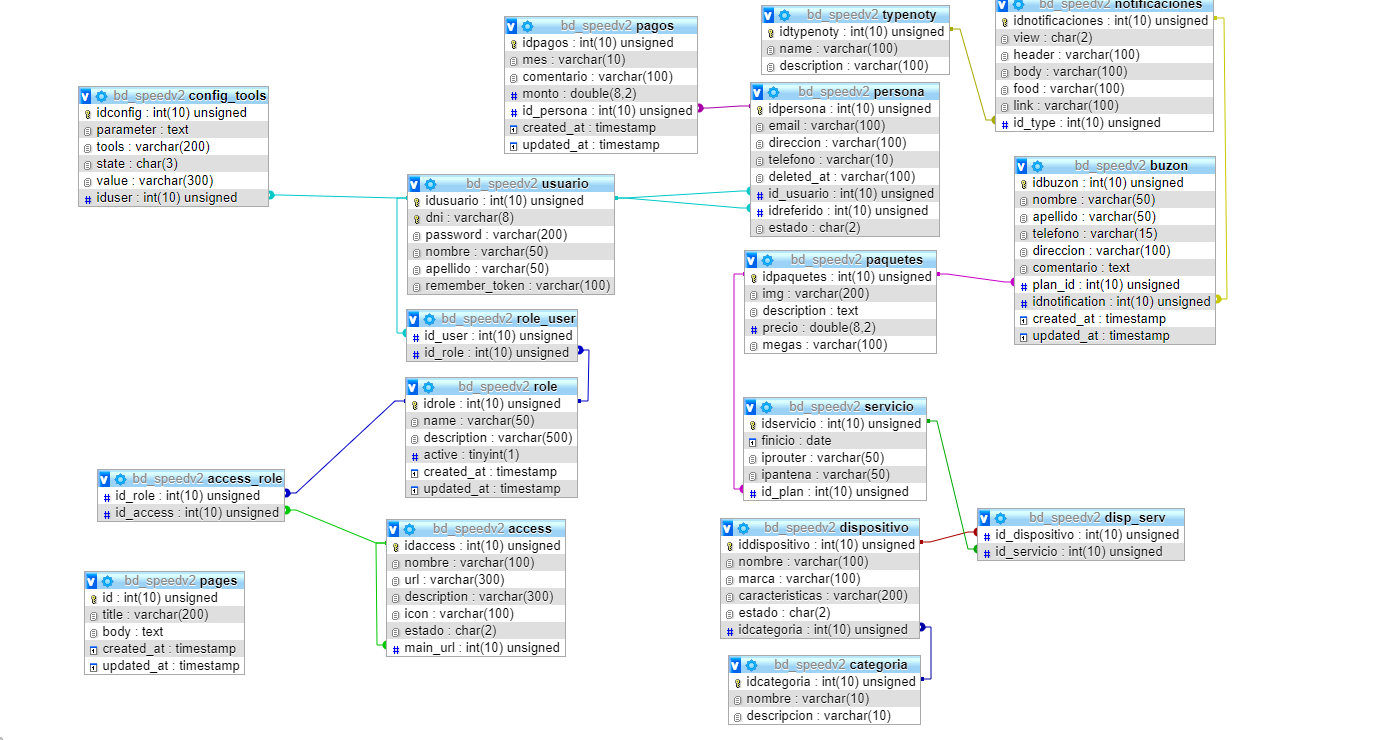 bd_speedv2 pagos
idpagos : int(10) unsigned
mes : varchar(10)
comentario : varchar(100)
monto : double(8,2)
id_persona : int(10) unsigned
created_at : timestamp
updated_at : timestamp
bd_speedv2 typenoty
idtypenoty : int(10) unsigned
name : varchar(100)
description : varchar(100)
bd_speedv2 notificaciones
idnotificaciones : int(10) unsigned
view : char(2)
header : varchar(100)
body : varchar(100)
food : varchar(100)
link : varchar(100)
id_type : int(10) unsigned
bd_speedv2 config_tools
idconfig : int(10) unsigned
parameter : text
tools : varchar(200)
state : char(3)
value : varchar(300)
iduser : int(10) unsigned
bd_speedv2 persona
idpersona : int(10) unsigned
email : varchar(100)
direccion : varchar(100)
telefono : varchar(10)
deleted_at : varchar(100)
id_usuario : int(10) unsigned
idreferido : int(10) unsigned
estado : char(2)
bd_speedv2 buzon
idbuzon : int(10) unsigned
nombre : varchar(50)
apellido : varchar(50)
telefono : varchar(15)
direccion : varchar(100)
comentario : text
plan_id : int(10) unsigned
idnotification : int(10) unsigned
created_at : timestamp
updated_at : timestamp
bd_speedv2 usuario
idusuario : int(10) unsigned
dni : varchar(8)
password : varchar(200)
nombre : varchar(50)
apellido : varchar(50)
remember_token : varchar(100)
bd_speedv2 paquetes
idpaquetes : int(10) unsigned
img : varchar(200)
description : text
precio : double(8,2)
megas : varchar(100)
bd_speedv2 role_user
id_user : int(10) unsigned
id_role : int(10) unsigned
bd_speedv2 role
idrole : int(10) unsigned
name : varchar(50)
description : varchar(500)
active : tinyint(1)
created_at : timestamp
updated_at : timestamp
bd_speedv2 servicio
idservicio : int(10) unsigned
finicio : date
iprouter : varchar(50)
ipantena : varchar(50)
id_plan : int(10) unsigned
bd_speedv2 access_role
id_role : int(10) unsigned
id_access : int(10) unsigned
bd_speedv2 access
idaccess : int(10) unsigned
nombre : varchar(100)
url : varchar(300)
description : varchar(300)
icon : varchar(100)
estado : char(2)
main_url : int(10) unsigned
bd_speedv2 dispositivo
iddispositivo : int(10) unsigned
nombre : varchar(100)
marca : varchar(100)
caracteristicas : varchar(200)
estado : char(2)
idcategoria : int(10) unsigned
bd_speedv2 disp_serv
id_dispositivo : int(10) unsigned
id_servicio : int(10) unsigned
bd_speedv2 pages
id : int(10) unsigned
title : varchar(200)
body : text
created_at : timestamp
updated_at : timestamp
bd_speedv2 categoria
idcategoria : int(10) unsigned
nombre : varchar(10)
descripcion : varchar(10)